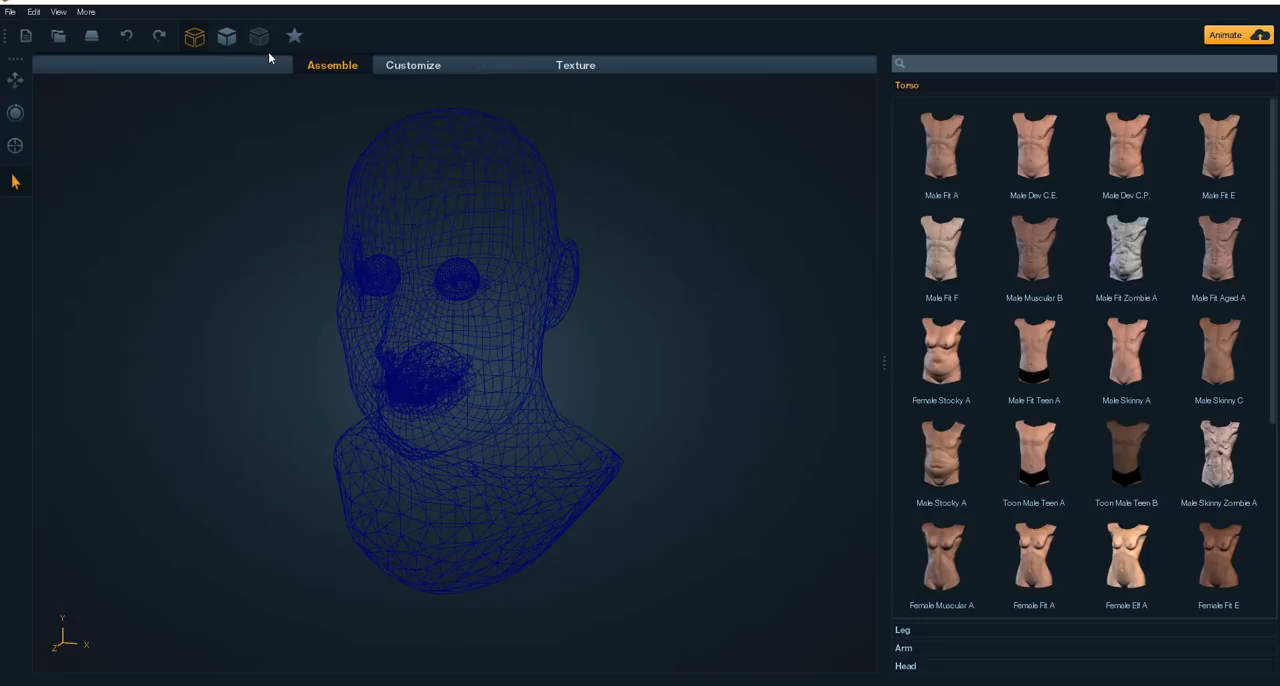 File Edit View More
Animate
Assemble Customize Texture
Torso
Male Fit A Male Dev C.E. Male Dev C.P. Male Fit E
Male Fit F Male Muscular B Male Fit Zombie A Male Fit Aged A
Female Stocky A Male Fit Teen A Male Skinny A Male Skinny C
Male Stocky A Toon Male Teen A Toon Male Teen B Male Skinny Zombie A
Female Muscular A Female Fit A Female Elf A Female Fit E
Y
Z X
Leg
Arm
Head